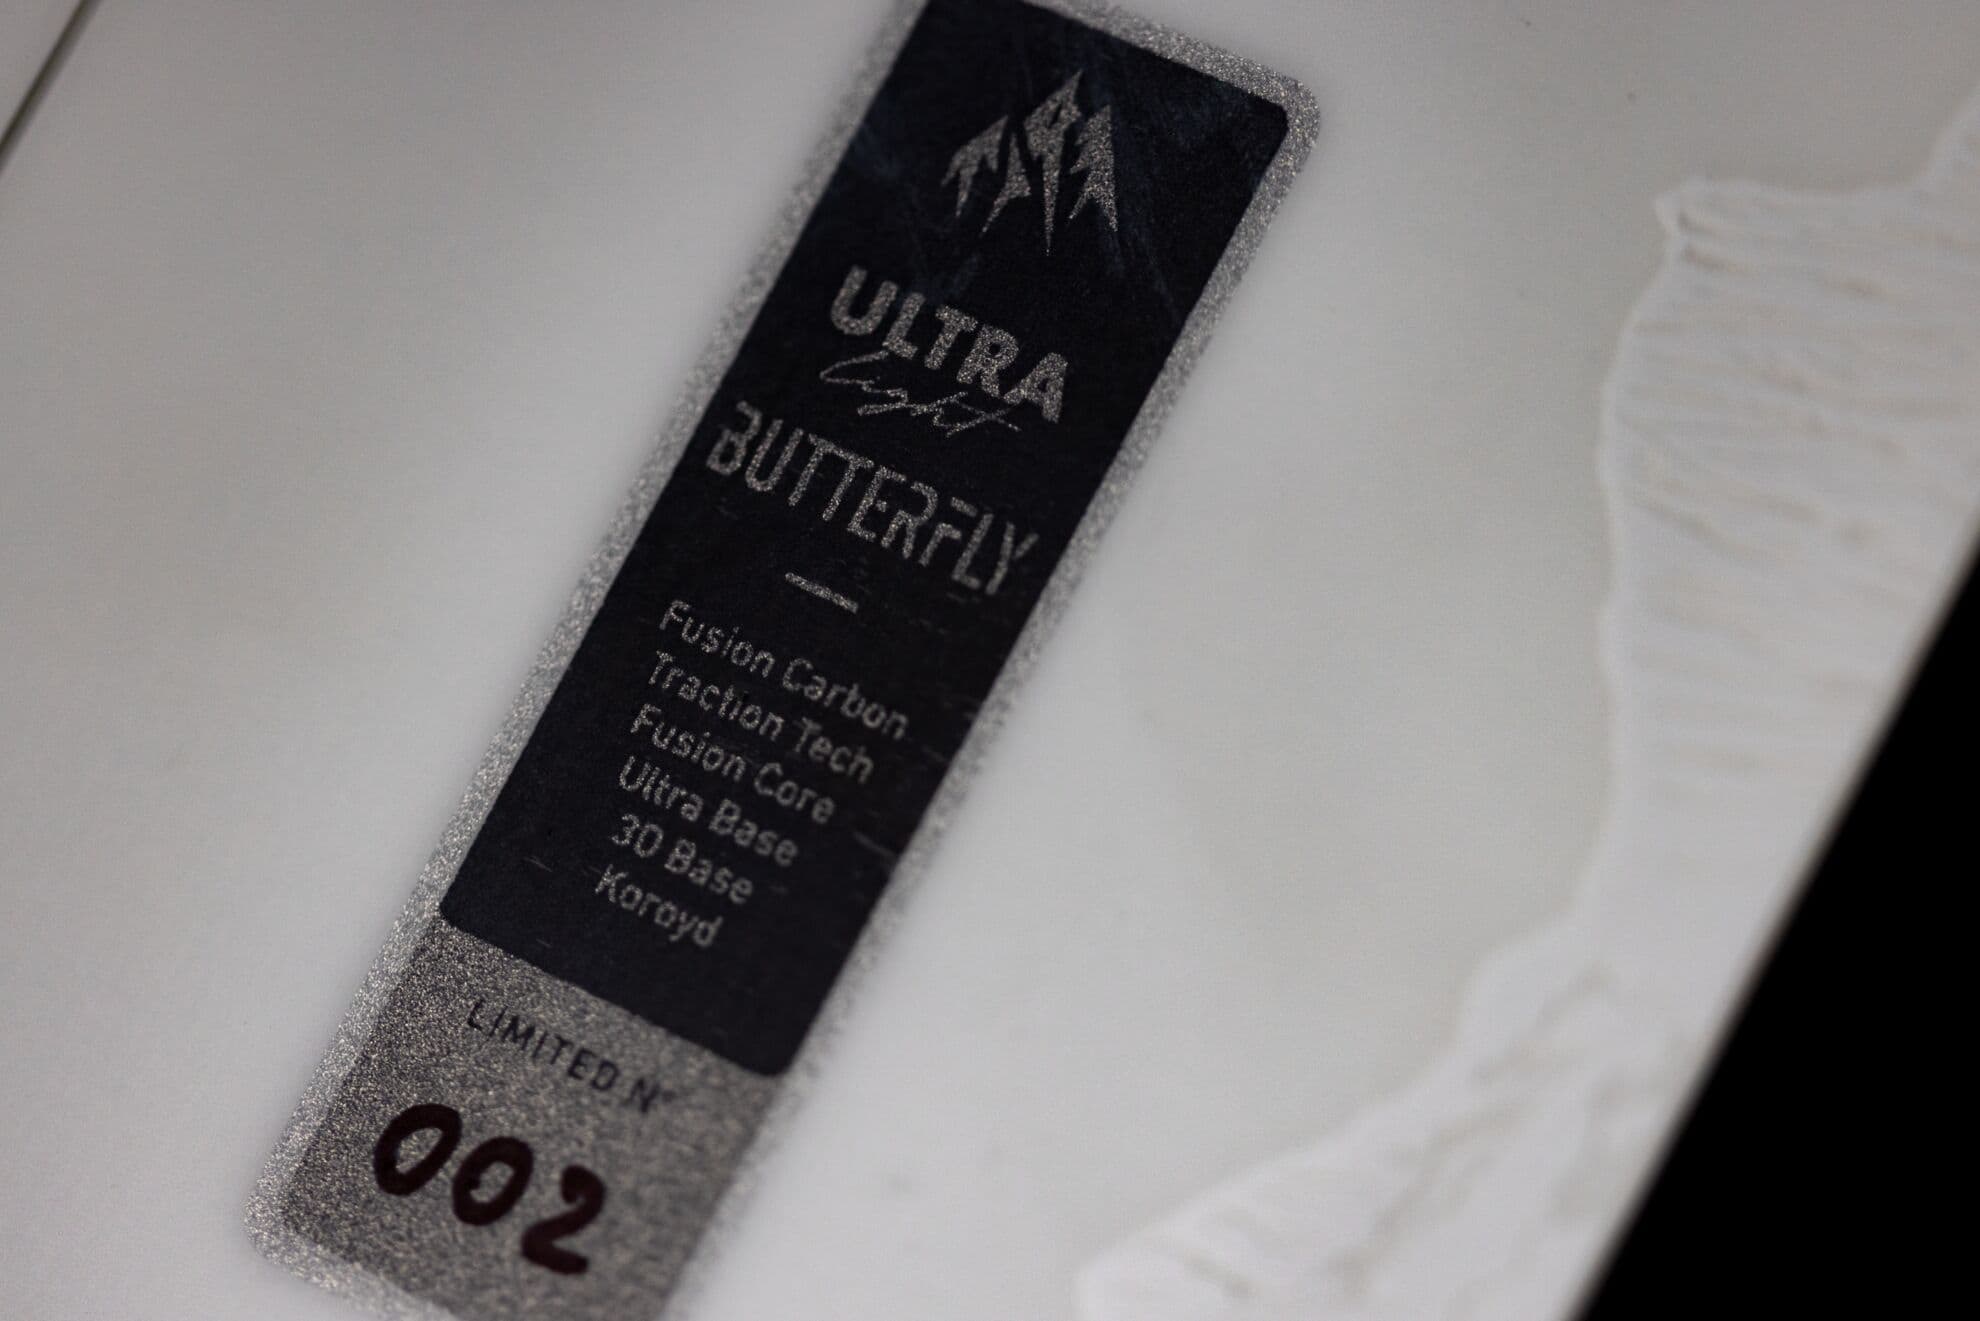 ULTRA
light
BUTTERFLY
Fusion Carbon
Traction Tech
Fusion Core
Ultra Base
3D Base
Koroyd
LIMITED N°
002